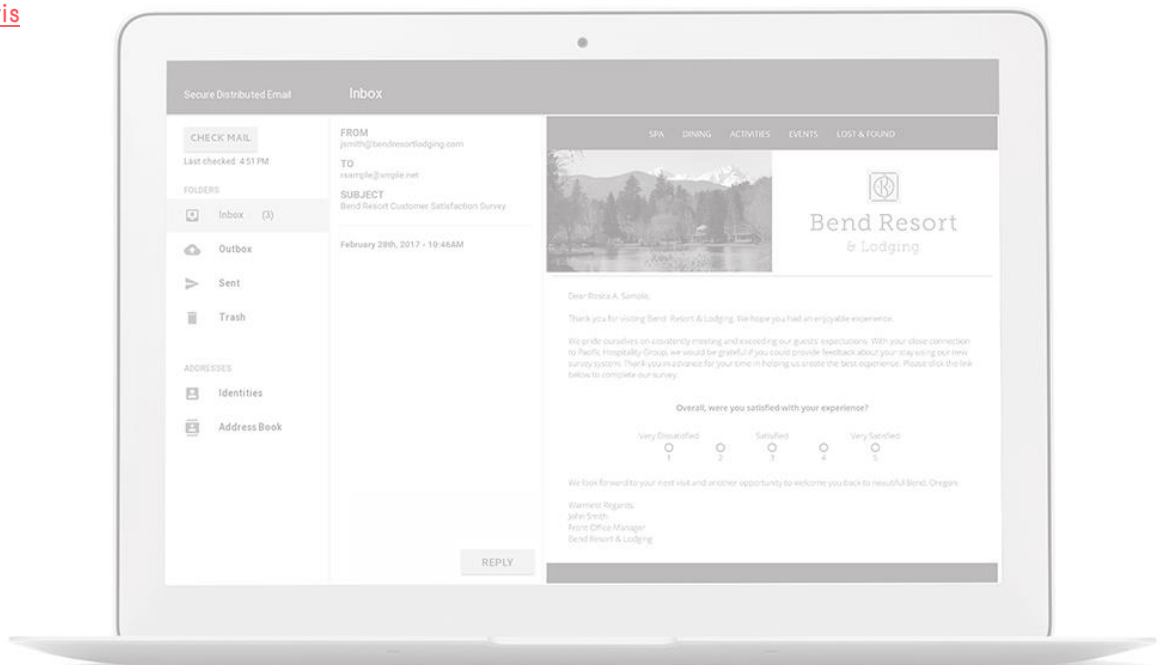 is
Secure Distributed Email
Inbox
CHECK MAIL
Last checked 4:51 PM
FOLDERS
Inbox (3)
Outbox
Sent
Trash
ADDRESSES
Identities
Address Book
FROM
jsmith@bendresortlodging.com
TO
rsample@xmple.net
SUBJECT
Bend Resort Customer Satisfaction Survey
February 28th, 2017 - 10:46AM
REPLY
SPA DINING ACTIVITIES EVENTS LOST & FOUND
Bend Resort
& Lodging
Dear Rosica A. Sample,
Thank you for visiting Bend Resort & Lodging. We hope you had an enjoyable experience.
We pride ourselves on consistently meeting and exceeding our guests' expectations. With your close connection
to Pacific Hospitality Group, we would be grateful if you could provide feedback about your stay using our new
survey system. Thank you in advance for your time in helping us create the best experience. Please click the link
below to complete our survey.
Overall, were you satisfied with your experience?
Very Dissatisfied Satisfied Very Satisfied
1 2 3 4 5
We look forward to your next visit and another opportunity to welcome you back to beautiful Bend, Oregon.
Warmest Regards,
John Smith
Front Office Manager
Bend Resort & Lodging